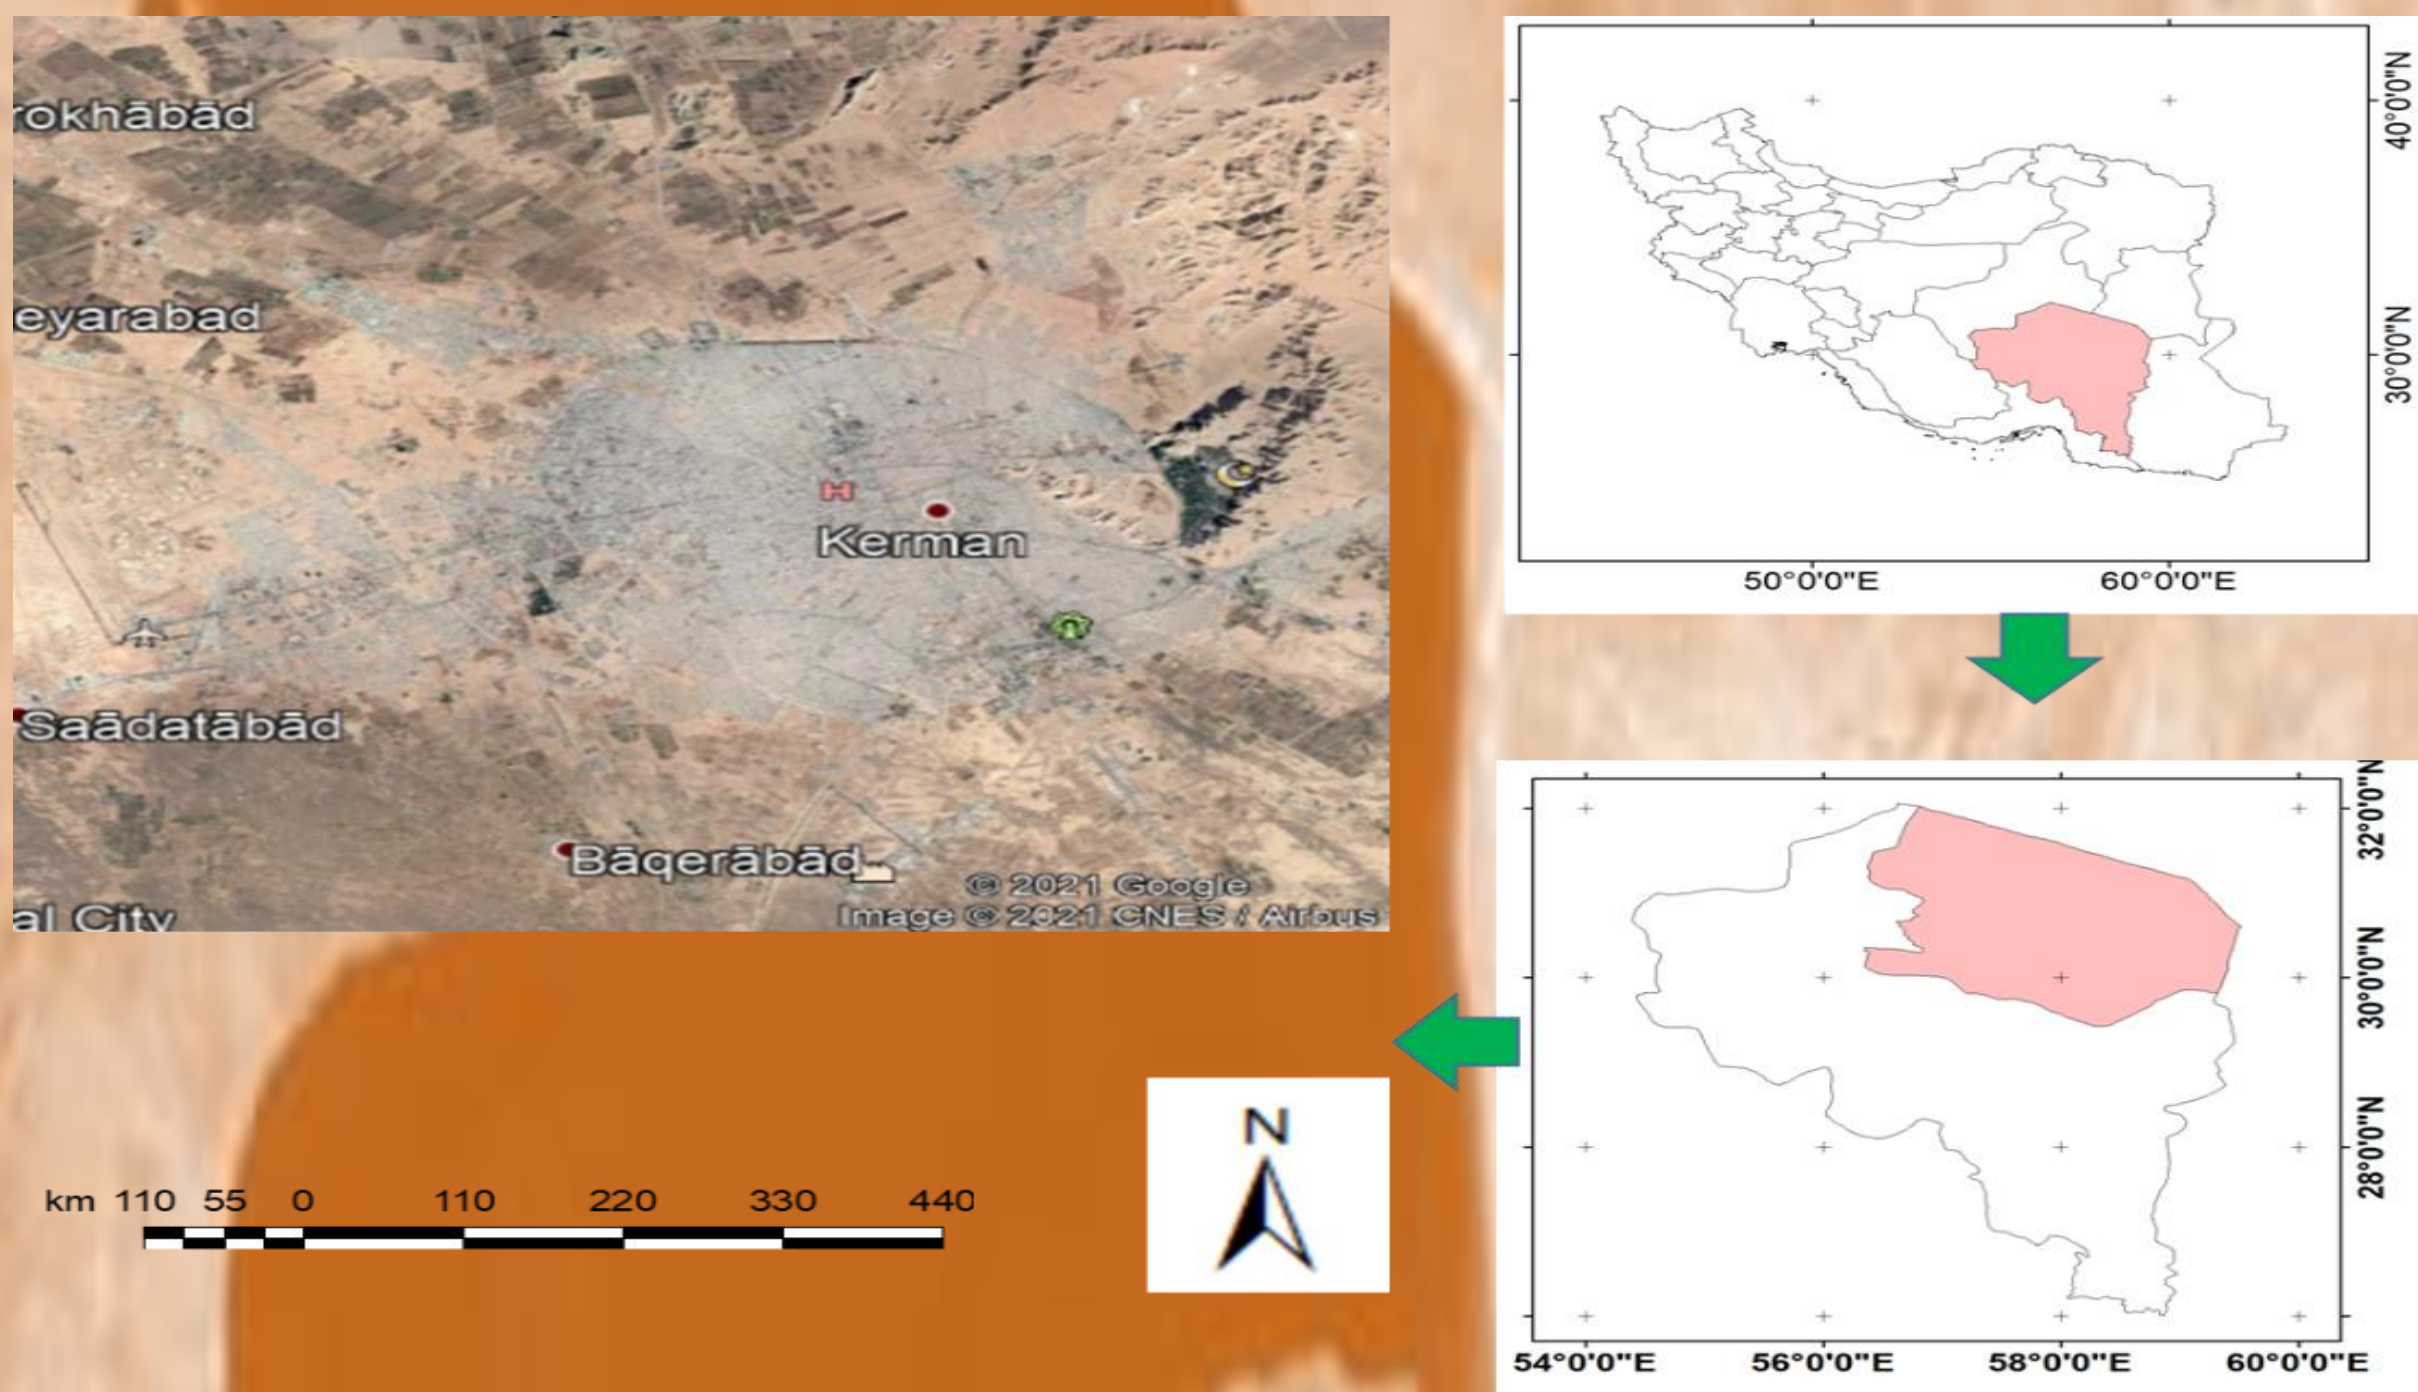 rokhābād
eyarabad
H
Kerman
Saādatābād
Bāqerābād
© 2021 Google
al City
Image © 2021 CNES / Airbus
40°0'0"N
30°0'0"N
50°0'0"E 60°0'0"E
32°0'0"N
30°0'0"N
28°0'0"N
54°0'0"E 56°0'0"E 58°0'0"E 60°0'0"E
N
km 110 55 0 110 220 330 440